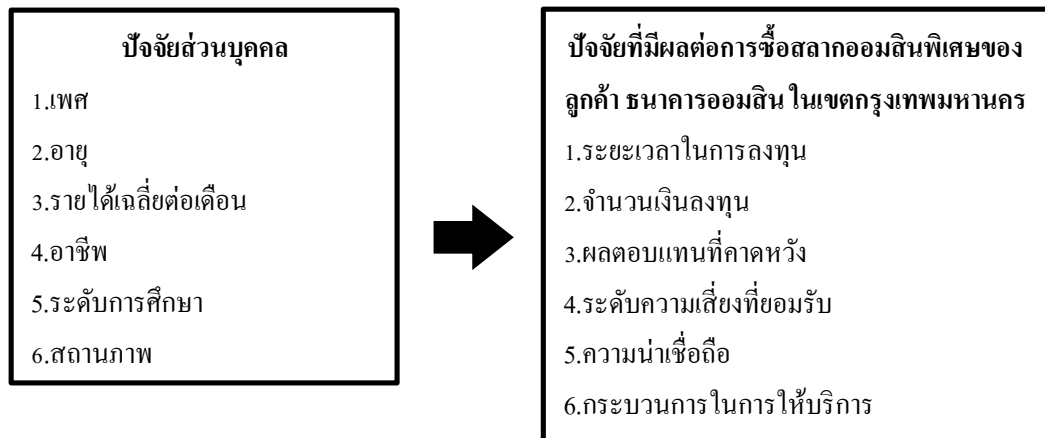 ปัจจัยส่วนบุคคล
1.เพศ
2.อายุ
3.รายได้เฉลี่ยต่อเดือน
4.อาชีพ
5.ระดับการศึกษา
6.สถานภาพ
ปัจจัยที่มีผลต่อการซื้อสลากออมสินพิเศษของ
ลูกค้า ธนาคารออมสิน ในเขตกรุงเทพมหานคร
1.ระยะเวลาในการลงทุน
2.จำนวนเงินลงทุน
3.ผลตอบแทนที่คาดหวัง
4.ระดับความเสี่ยงที่ยอมรับ
5.ความน่าเชื่อถือ
6.กระบวนการในการให้บริการ